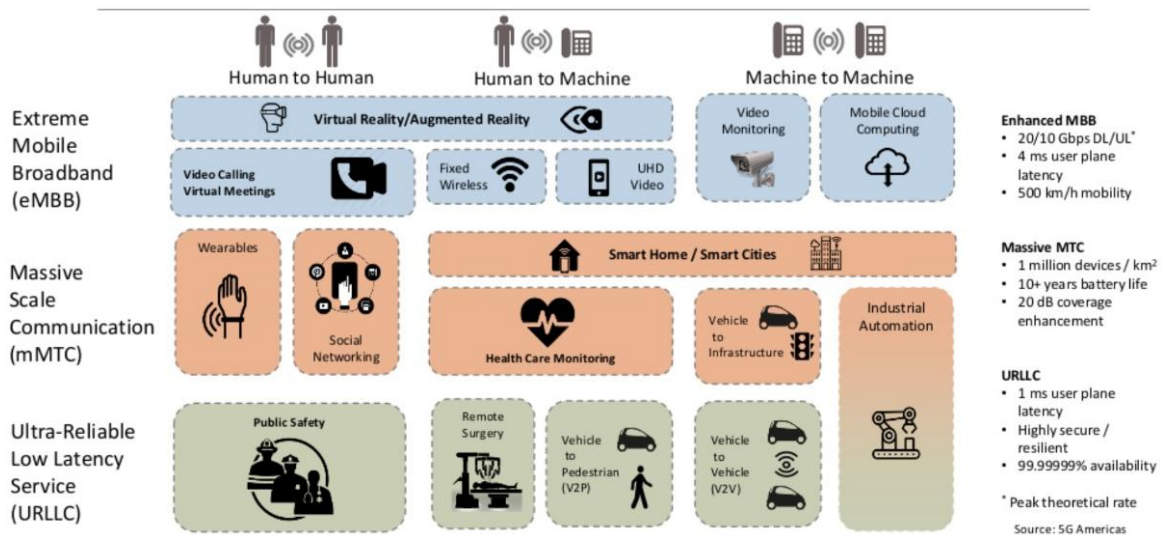 Human to Human
Human to Machine
Machine to Machine
Extreme
Mobile
Broadband
(eMBB)
Virtual Reality/Augmented Reality
Video Calling
Virtual Meetings
Fixed
Wireless
UHD
Video
Video
Monitoring
Mobile Cloud
Computing
Enhanced MBB
• 20/10 Gbps DL/UL*
• 4 ms user plane
latency
• 500 km/h mobility
Massive
Scale
Communication
(mMTC)
Wearables
Social
Networking
Smart Home / Smart Cities
Health Care Monitoring
Vehicle
to
Infrastructure
Industrial
Automation
Massive MTC
• 1 million devices / km²
• 10+ years battery life
• 20 dB coverage
enhancement
Ultra-Reliable
Low Latency
Service
(URLLC)
Public Safety
Remote
Surgery
Vehicle
to
Pedestrian
(V2P)
Vehicle
to
Vehicle
(V2V)
URLLC
• 1 ms user plane
latency
• Highly secure /
resilient
• 99.99999% availability
* Peak theoretical rate
Source: 5G Americas